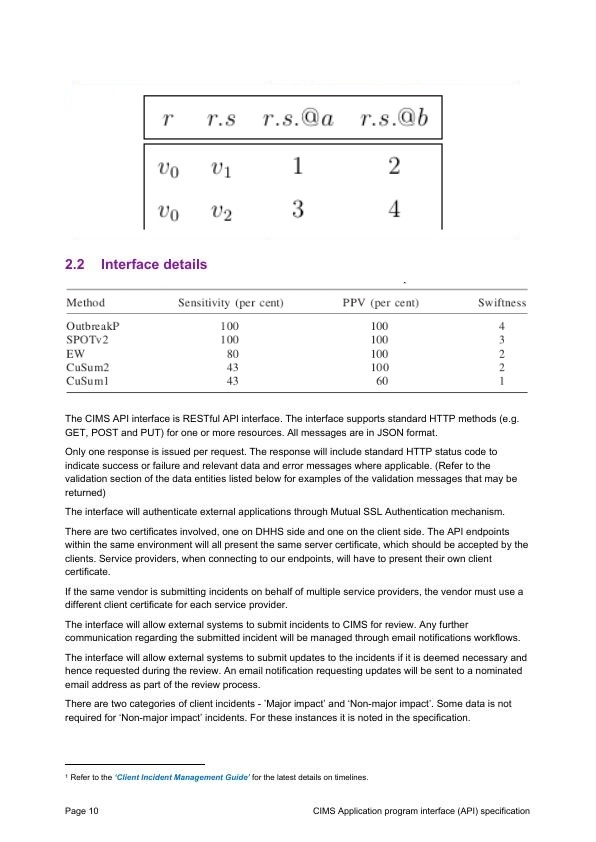 r r.s r.s.@a r.s.@b
v₀ v₁ 1 2
v₀ v₂ 3 4
2.2 Interface details
Method Sensitivity (per cent) PPV (per cent) Swiftness
OutbreakP 100 100 4
SPOTv2 100 100 3
EW 80 100 2
CuSum2 43 100 2
CuSum1 43 60 1
The CIMS API interface is RESTful API interface. The interface supports standard HTTP methods (e.g.
GET, POST and PUT) for one or more resources. All messages are in JSON format.
Only one response is issued per request. The response will include standard HTTP status code to
indicate success or failure and relevant data and error messages where applicable. (Refer to the
validation section of the data entities listed below for examples of the validation messages that may be
returned)
The interface will authenticate external applications through Mutual SSL Authentication mechanism.
There are two certificates involved, one on DHHS side and one on the client side. The API endpoints
within the same environment will all present the same server certificate, which should be accepted by the
clients. Service providers, when connecting to our endpoints, will have to present their own client
certificate.
If the same vendor is submitting incidents on behalf of multiple service providers, the vendor must use a
different client certificate for each service provider.
The interface will allow external systems to submit incidents to CIMS for review. Any further
communication regarding the submitted incident will be managed through email notifications workflows.
The interface will allow external systems to submit updates to the incidents if it is deemed necessary and
hence requested during the review. An email notification requesting updates will be sent to a nominated
email address as part of the review process.
There are two categories of client incidents - 'Major impact' and 'Non-major impact'. Some data is not
required for 'Non-major impact' incidents. For these instances it is noted in the specification.
¹ Refer to the 'Client Incident Management Guide' for the latest details on timelines.
Page 10 CIMS Application program interface (API) specification